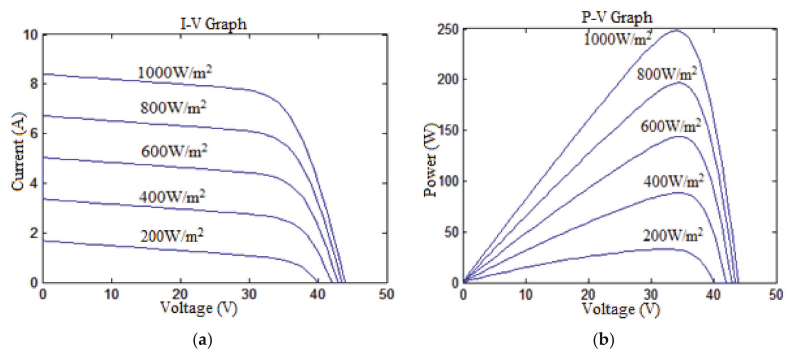 I-V Graph
10
8
6
4
2
0
Current (A)
1000W/m²
800W/m²
600W/m²
400W/m²
200W/m²
0
10
20
30
40
50
Voltage (V)
(a)
P-V Graph
250
200
150
100
50
0
Power (W)
1000W/m²
800W/m²
600W/m²
400W/m²
200W/m²
0
10
20
30
40
50
Voltage (V)
(b)